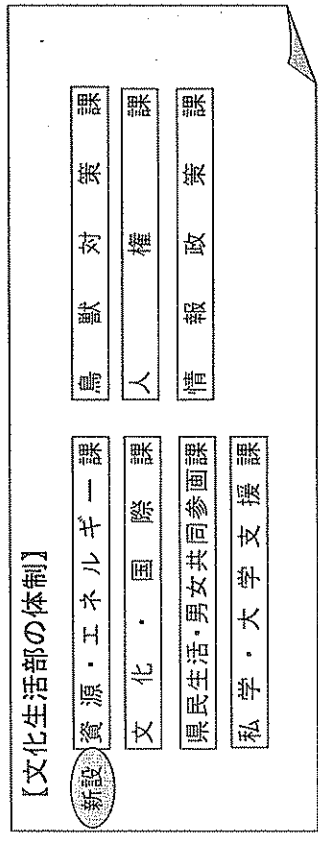 【文化生活部の体制】
新設
資源・エネルギー課
文化・国際課
県民生活・男女共同参画課
私学・大学支援課
鳥獣対策課
人権課
情報政策課